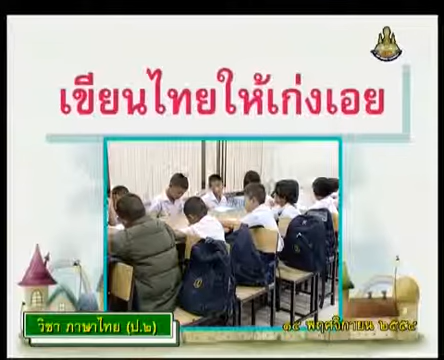 เขียนไทยให้เก่งเอย
วิชา ภาษาไทย (ป.๒)
๑๔ พฤศจิกายน ๒๕๕๔